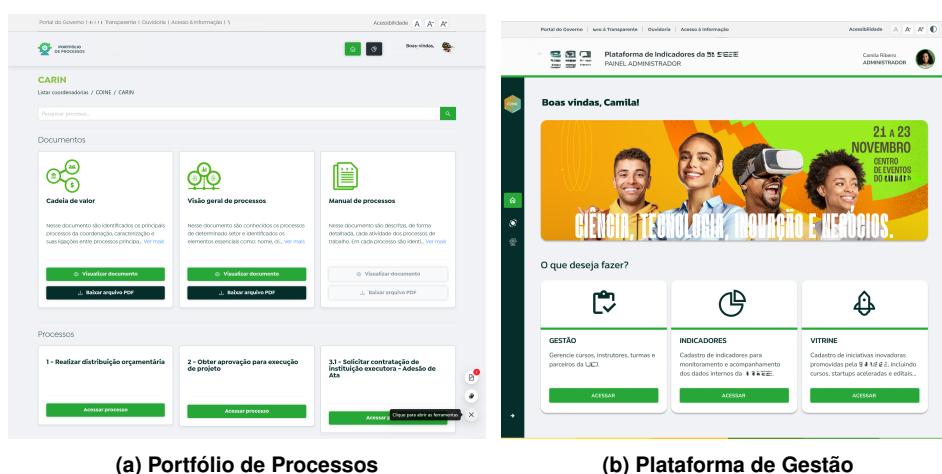 Portal do Governo | Transparente | Ouvidoria | Acesso à Informação |
Acessibilidade A A- A+
PORTFÓLIO
DE PROCESSOS
Boas-vindas,
CARIN
Listar coordenadorias / COINE / CARIN
Pesquisar processo...
Documentos
Cadeia de valor
Nesse documento são identificados os principais
processos da coordenação, caracterização e
suas ligações entre processos principa... Ver mais
Visualizar documento
Baixar arquivo PDF
Visão geral de processos
Nesse documento são conhecidos os processos
de determinado setor e identificados os
elementos essenciais como: nome, cl... Ver mais
Visualizar documento
Baixar arquivo PDF
Manual de processos
Nesse documento são descritas, de forma
detalhada, cada atividade dos processos de
trabalho. Em cada processo são identi... Ver mais
Visualizar documento
Baixar arquivo PDF
Processos
1 - Realizar distribuição orçamentária
Acessar processo
2 - Obter aprovação para execução
de projeto
Acessar processo
3.1 - Solicitar contratação de
instituição executora - Adesão de
Ata
Acessar p
Clique para abrir as ferramentas
(a) Portfólio de Processos
Portal do Governo | Transparente | Ouvidoria | Acesso à Informação
Acessibilidade A A- A+
Plataforma de Indicadores da
PAINEL ADMINISTRADOR
Camila Ribeiro
ADMINISTRADOR
Boas vindas, Camila!
21 A 23
NOVEMBRO
CENTRO
DE EVENTOS
DO
CIÊNCIA, TECNOLOGIA, INOVAÇÃO E NEGÓCIOS.
O que deseja fazer?
GESTÃO
Gerencie cursos, instrutores, turmas e
parceiros da
ACESSAR
INDICADORES
Cadastro de indicadores para
monitoramento e acompanhamento
dos dados internos da
ACESSAR
VITRINE
Cadastro de iniciativas inovadoras
promovidas pela incluindo
cursos, startups aceleradas e editais...
ACESSAR
(b) Plataforma de Gestão